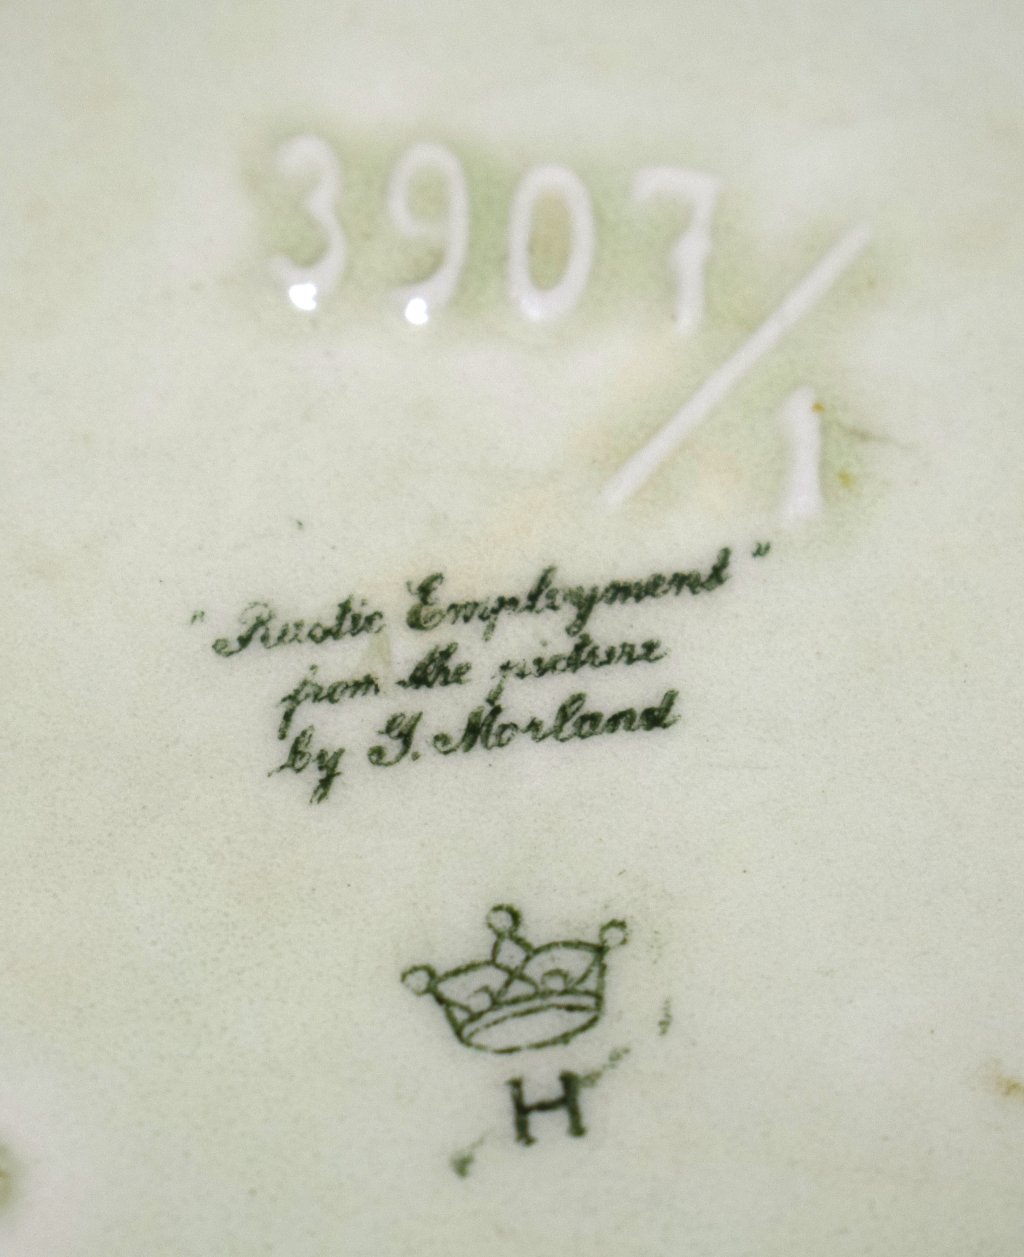 3907/1
"Rustic Employment"
from the picture
by G. Morland
H